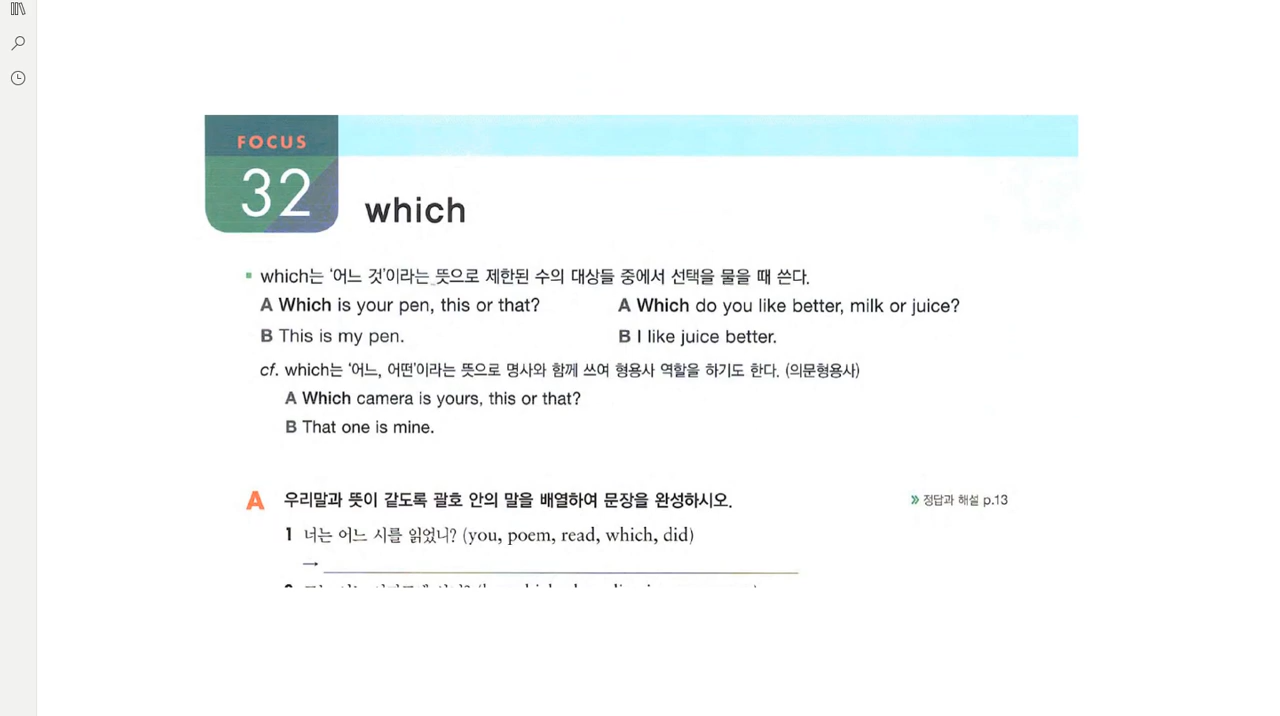 FOCUS
32
which
which는 '어느 것'이라는 뜻으로 제한된 수의 대상들 중에서 선택을 물을 때 쓴다.
A Which is your pen, this or that? A Which do you like better, milk or juice?
B This is my pen. B I like juice better.
cf. which는 '어느, 어떤'이라는 뜻으로 명사와 함께 쓰여 형용사 역할을 하기도 한다. (의문형용사)
A Which camera is yours, this or that?
B That one is mine.
A 우리말과 뜻이 같도록 괄호 안의 말을 배열하여 문장을 완성하시오. » 정답과 해설 p.13
1 너는 어느 시를 읽었니? (you, poem, read, which, did)
→